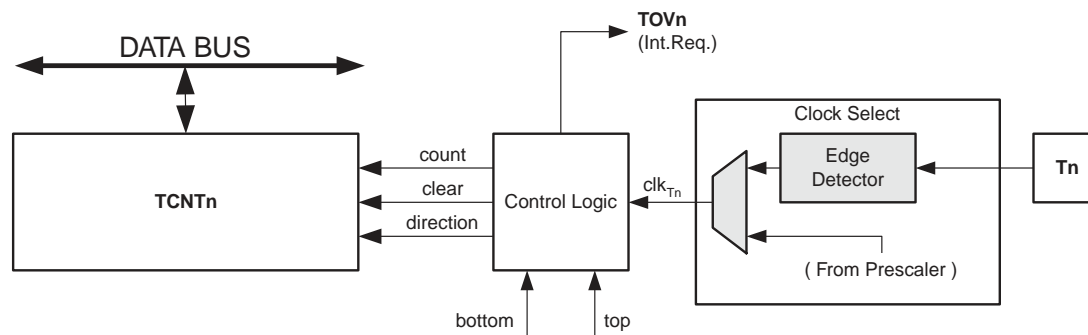 TOVn
(Int.Req.)
DATA BUS
Clock Select
count
Edge
Detector
Tn
TCNTn
clear
Control Logic
clkTn
direction
( From Prescaler )
bottom
top